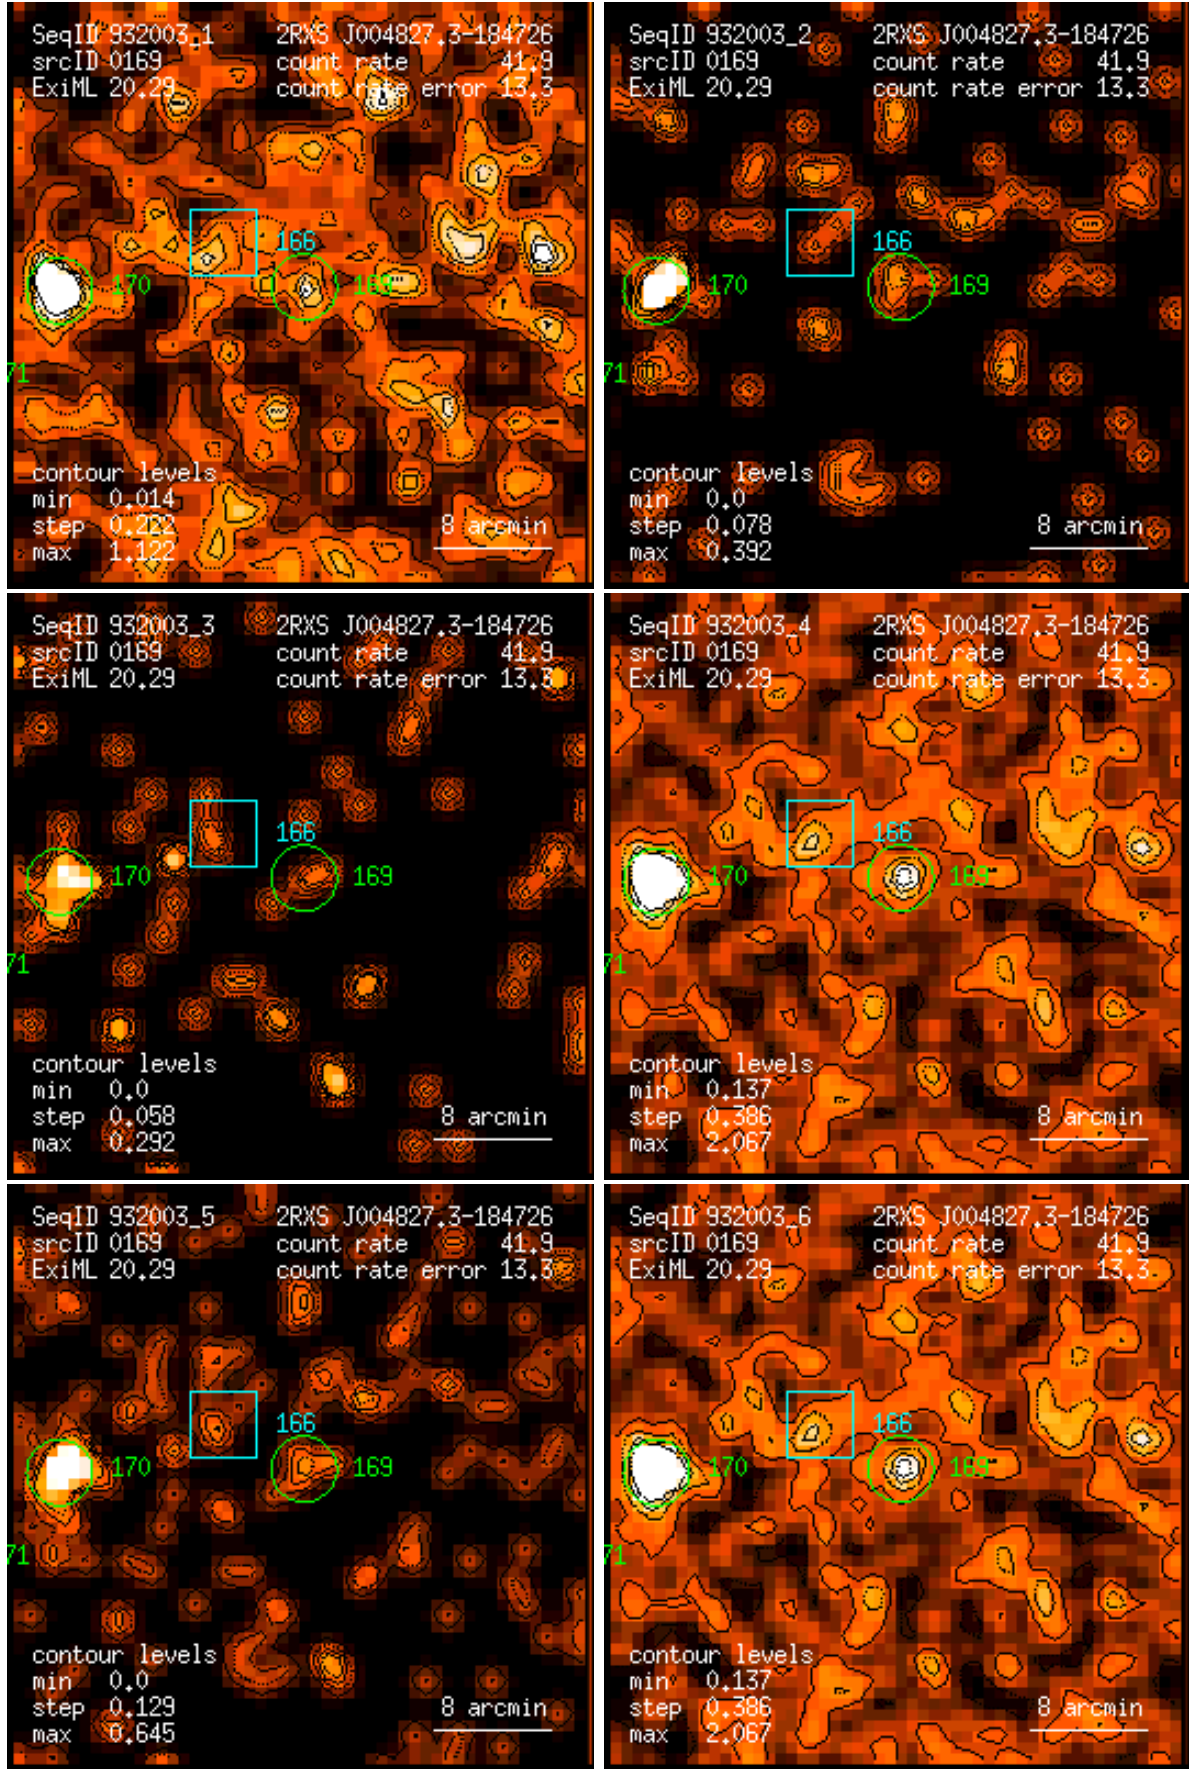 SeqID 932003_1 2RXS J004827.3-184726
srcID 0169 count rate 41.9
ExiML 20.29 count rate error 13.3
166
170 169
71
contour levels
min 0.014
step 0.222 8 arcmin
max 1.122
SeqID 932003_2 2RXS J004827.3-184726
srcID 0169 count rate 41.9
ExiML 20.29 count rate error 13.3
166
170 169
71
contour levels
min 0.0
step 0.078 8 arcmin
max 0.392
SeqID 932003_3 2RXS J004827.3-184726
srcID 0169 count rate 41.9
ExiML 20.29 count rate error 13.3
166
170 169
71
contour levels
min 0.0
step 0.058 8 arcmin
max 0.292
SeqID 932003_4 2RXS J004827.3-184726
srcID 0169 count rate 41.9
ExiML 20.29 count rate error 13.3
166
170 169
71
contour levels
min 0.137
step 0.386 8 arcmin
max 2.067
SeqID 932003_5 2RXS J004827.3-184726
srcID 0169 count rate 41.9
ExiML 20.29 count rate error 13.3
166
170 169
71
contour levels
min 0.0
step 0.129 8 arcmin
max 0.645
SeqID 932003_6 2RXS J004827.3-184726
srcID 0169 count rate 41.9
ExiML 20.29 count rate error 13.3
166
170 169
71
contour levels
min 0.137
step 0.386 8 arcmin
max 2.067